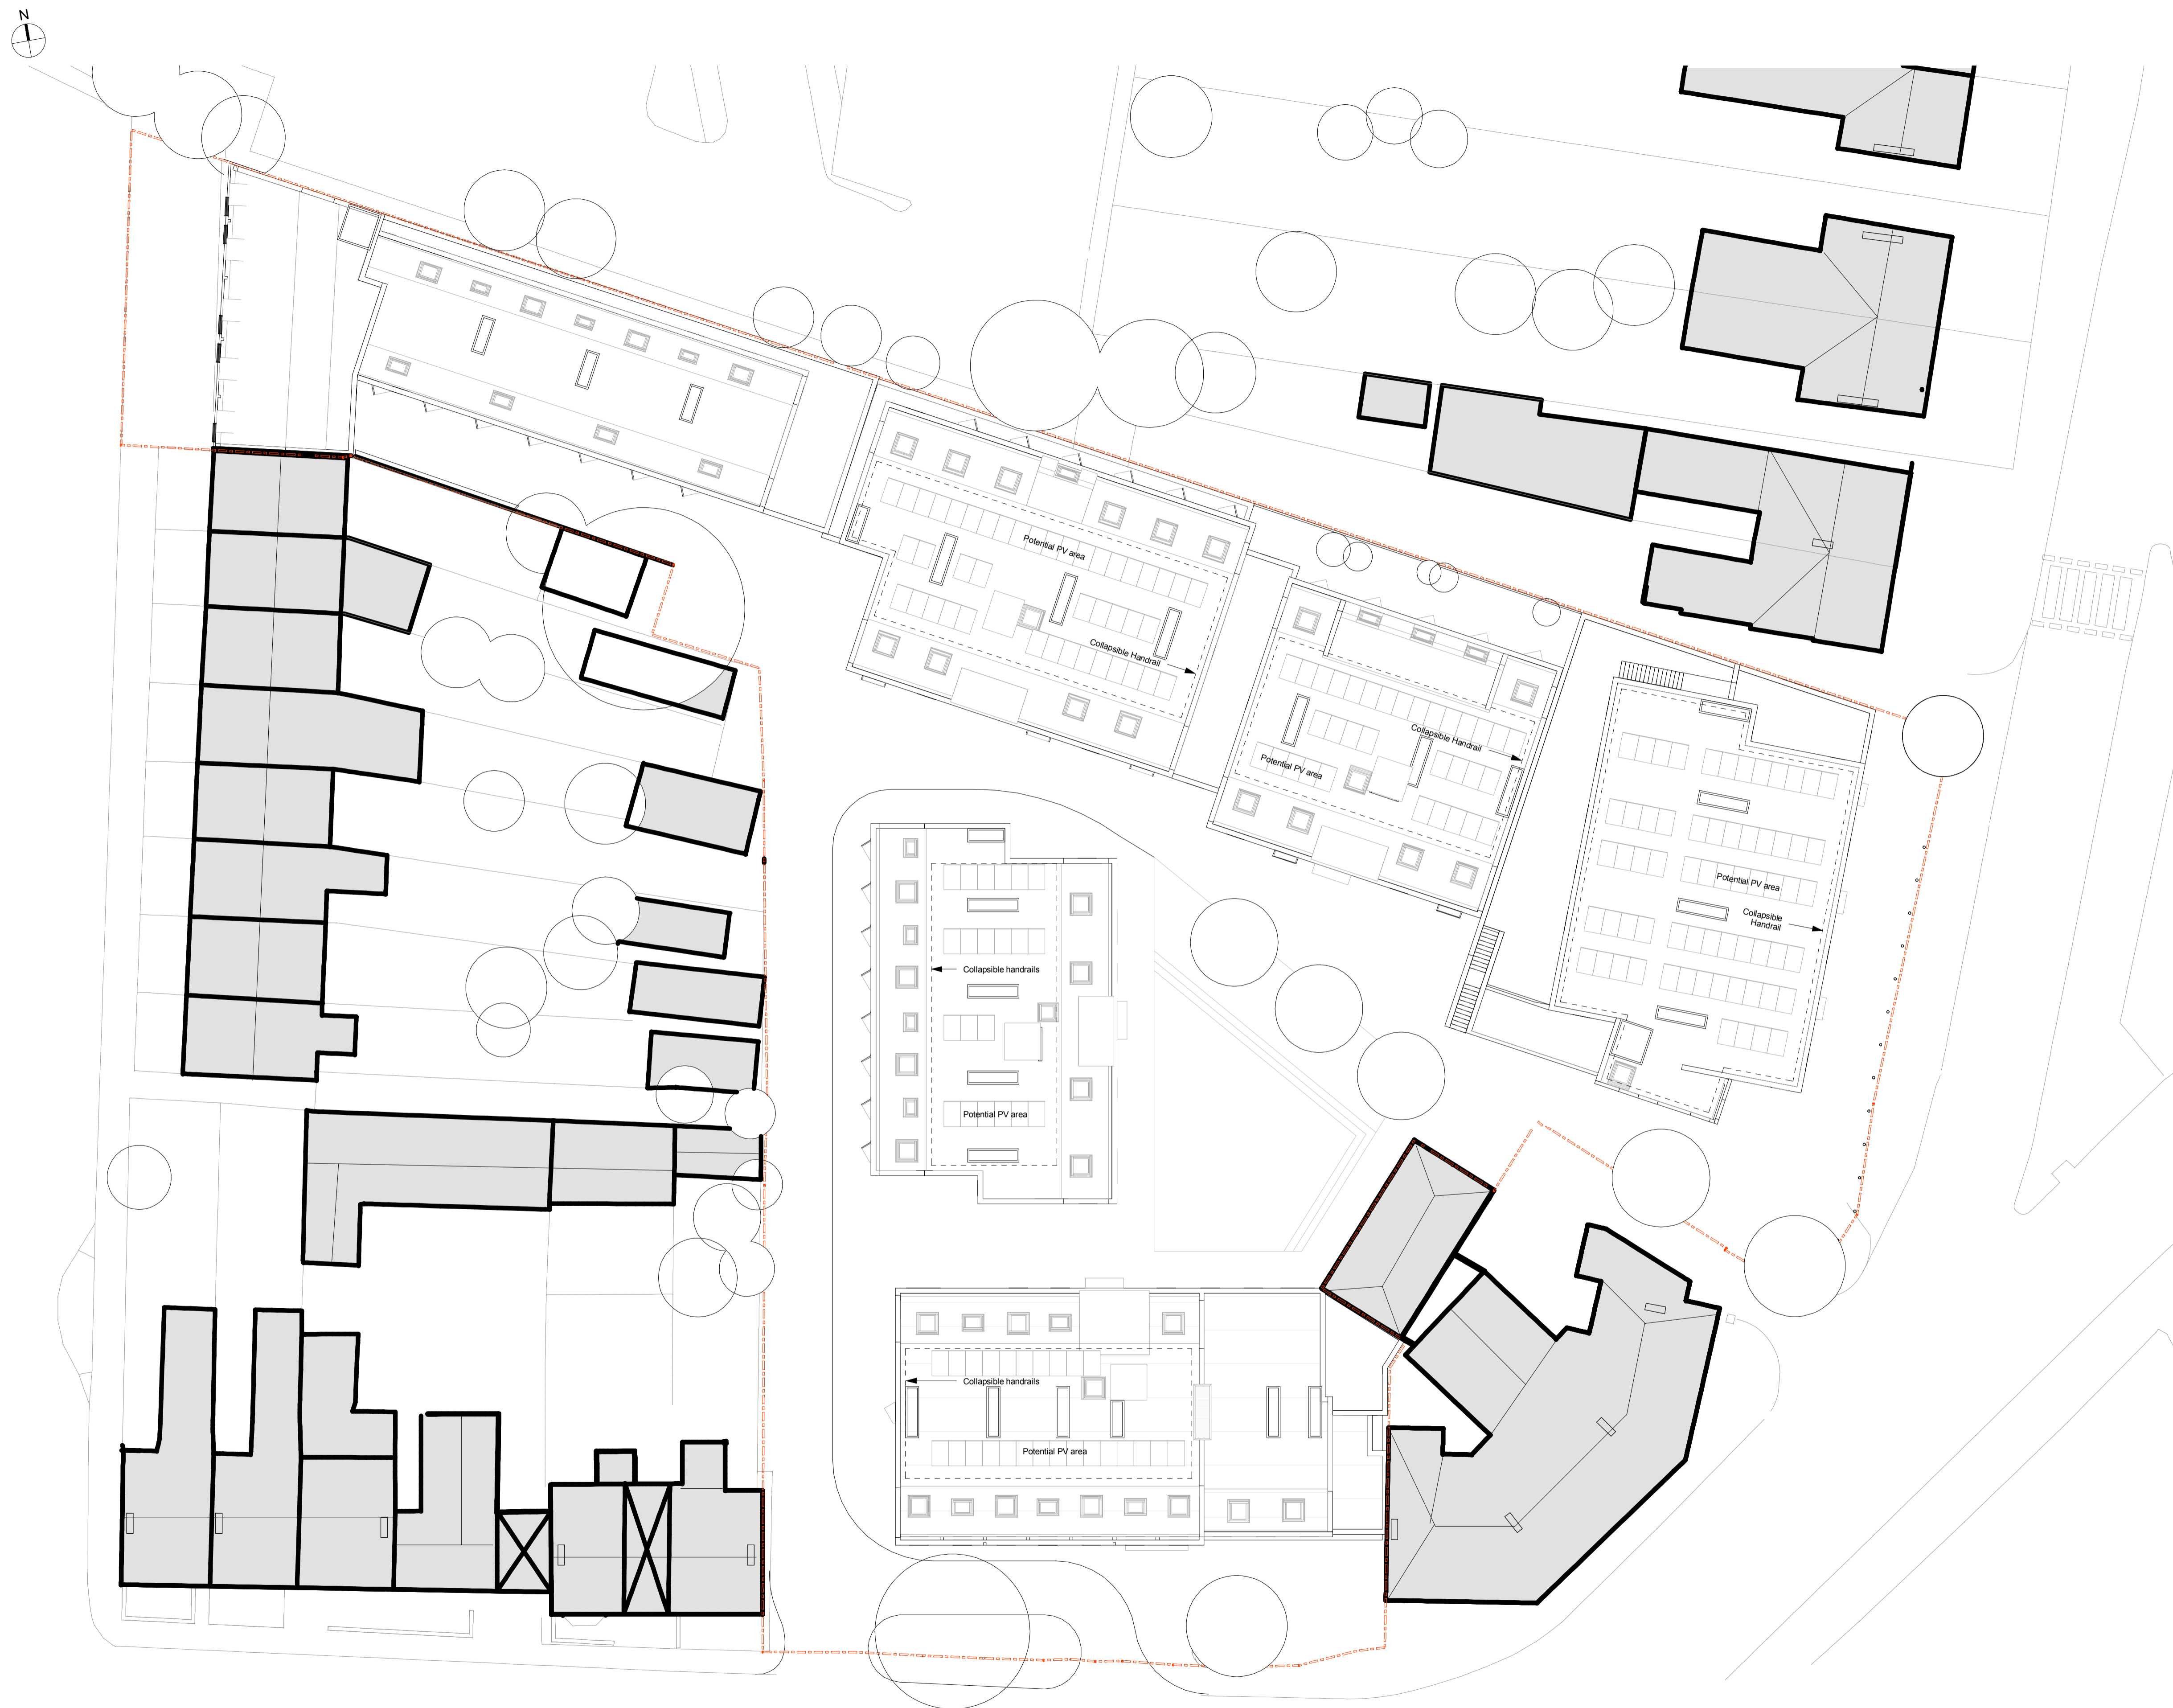 N
Potential PV area
Collapsible Handrail
Collapsible Handrail
Potential PV area
Potential PV area
Collapsible
Handrail
Collapsible handrails
Potential PV area
Collapsible handrails
Potential PV area